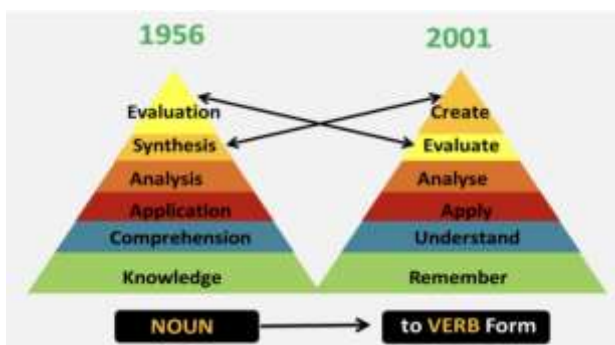 1956 2001
Evaluation Create
Synthesis Evaluate
Analysis Analyse
Application Apply
Comprehension Understand
Knowledge Remember
NOUN to VERB Form